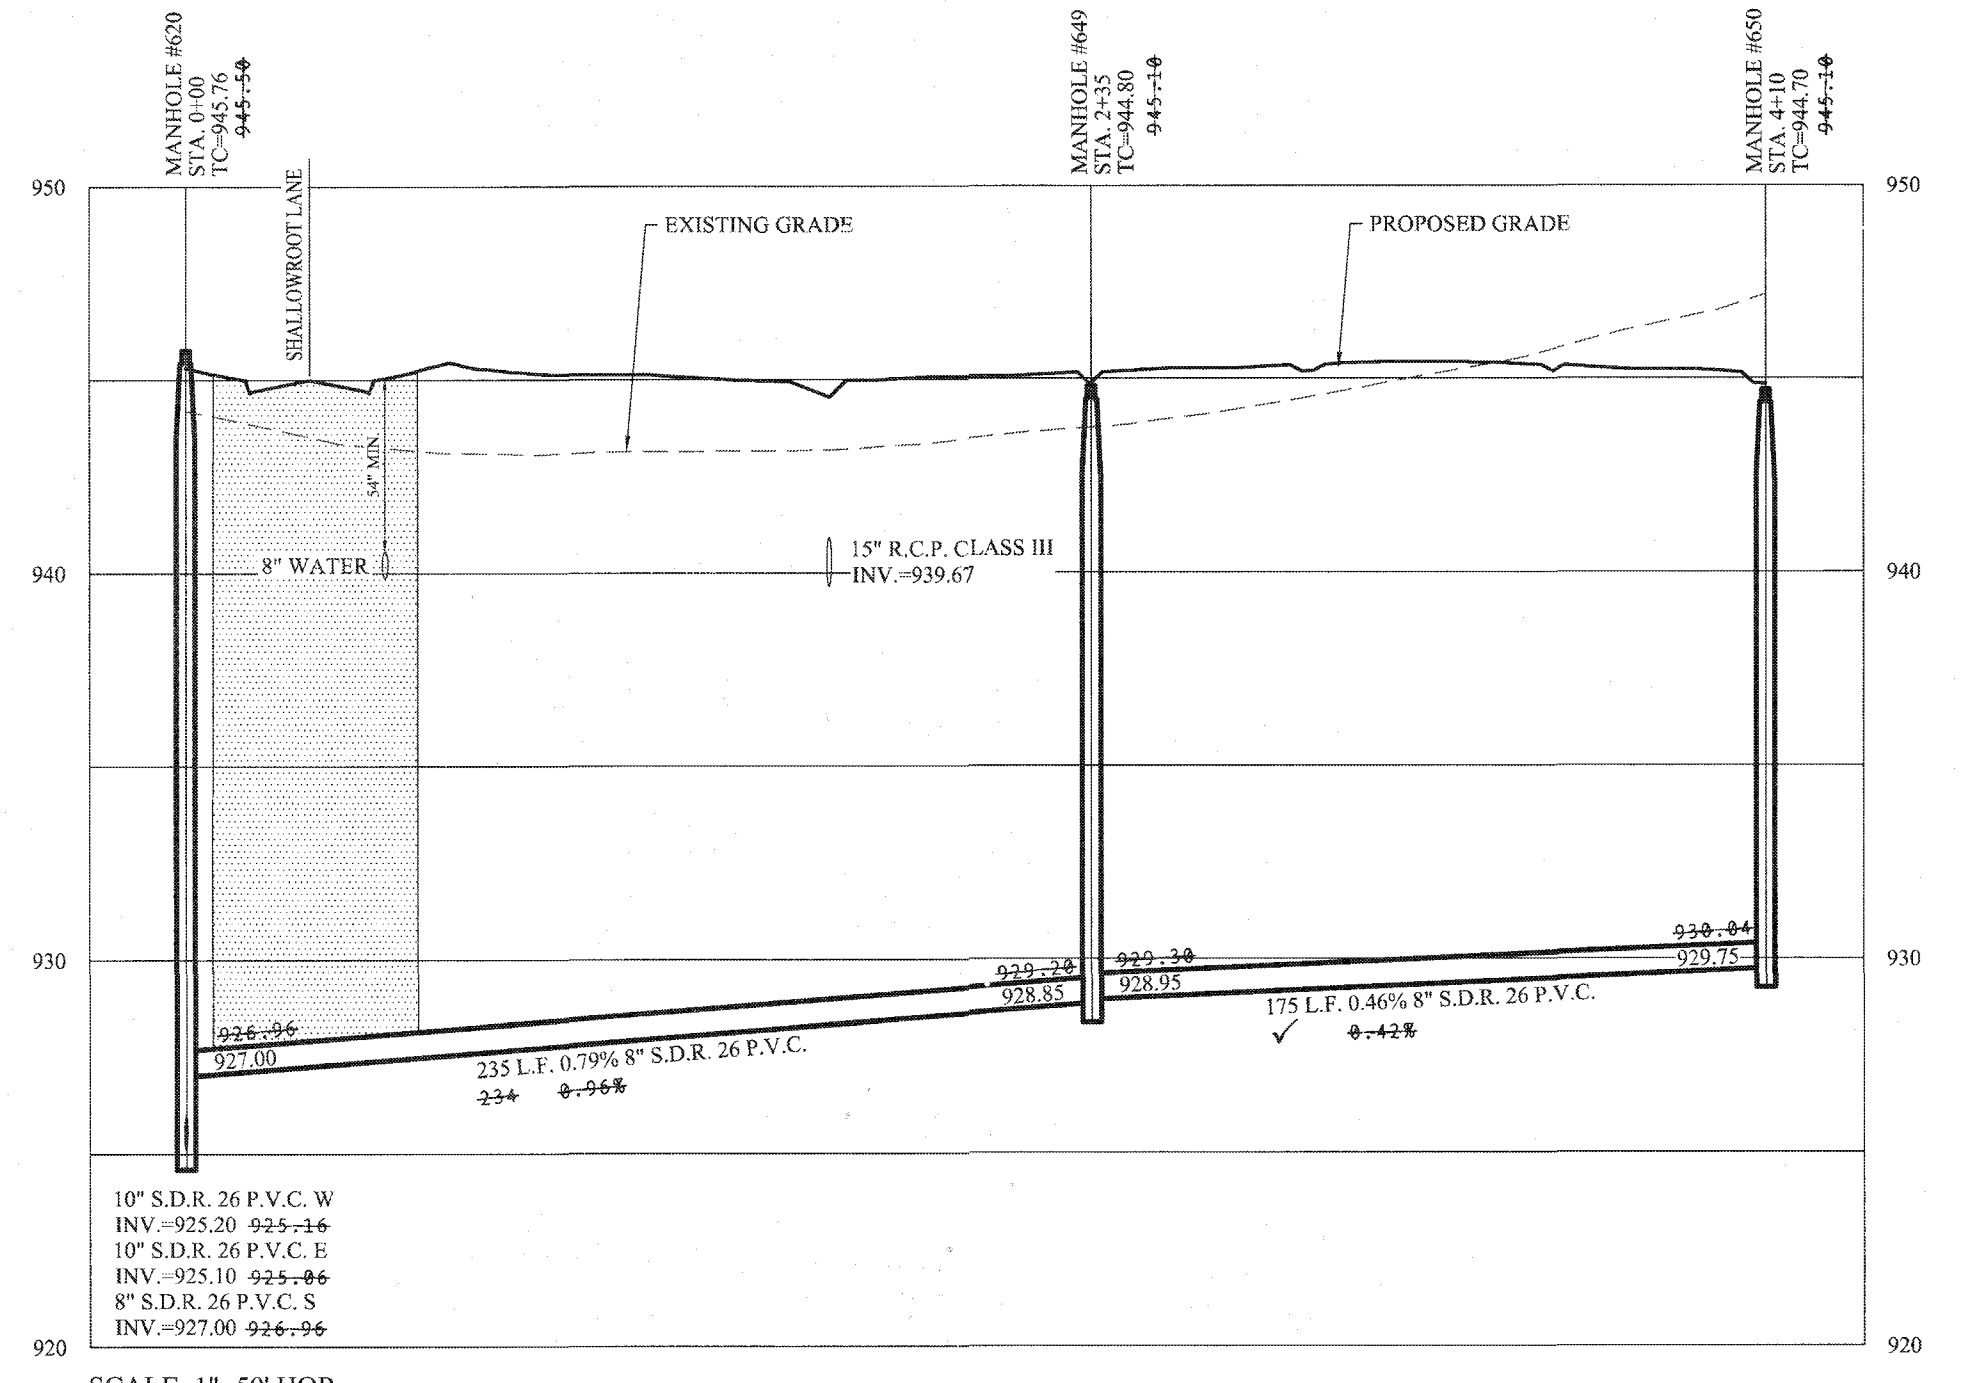 MANHOLE #620
STA. 0+00
TC=945.76
945.50
MANHOLE #649
STA. 2+35
TC=944.80
945.10
MANHOLE #650
STA. 4+10
TC=944.70
945.10
950
950
SHALLOWROOT LANE
EXISTING GRADE
PROPOSED GRADE
54" MIN.
8" WATER
15" R.C.P. CLASS III
INV.=939.67
940
940
930
930
926.96
927.00
929.20
928.85
929.30
928.95
930.04
929.75
235 L.F. 0.79% 8" S.D.R. 26 P.V.C.
234 0.96%
175 L.F. 0.46% 8" S.D.R. 26 P.V.C.
✓ 0.42%
10" S.D.R. 26 P.V.C. W
INV.=925.20 925.16
10" S.D.R. 26 P.V.C. E
INV.=925.10 925.06
8" S.D.R. 26 P.V.C. S
INV.=927.00 926.96
920
920